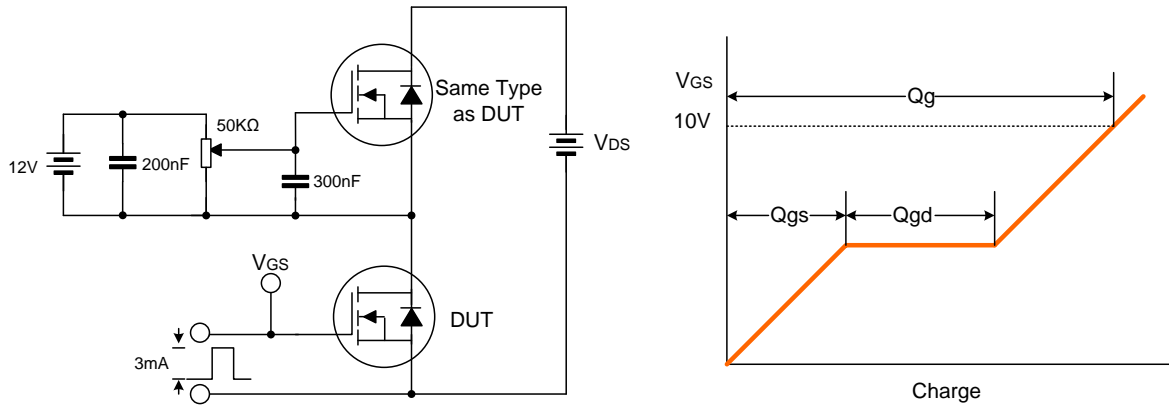 Same Type
as DUT
50KΩ
12V
200nF
300nF
VDS
VGS
DUT
3mA
VGS
Qg
10V
Qgs
Qgd
Charge